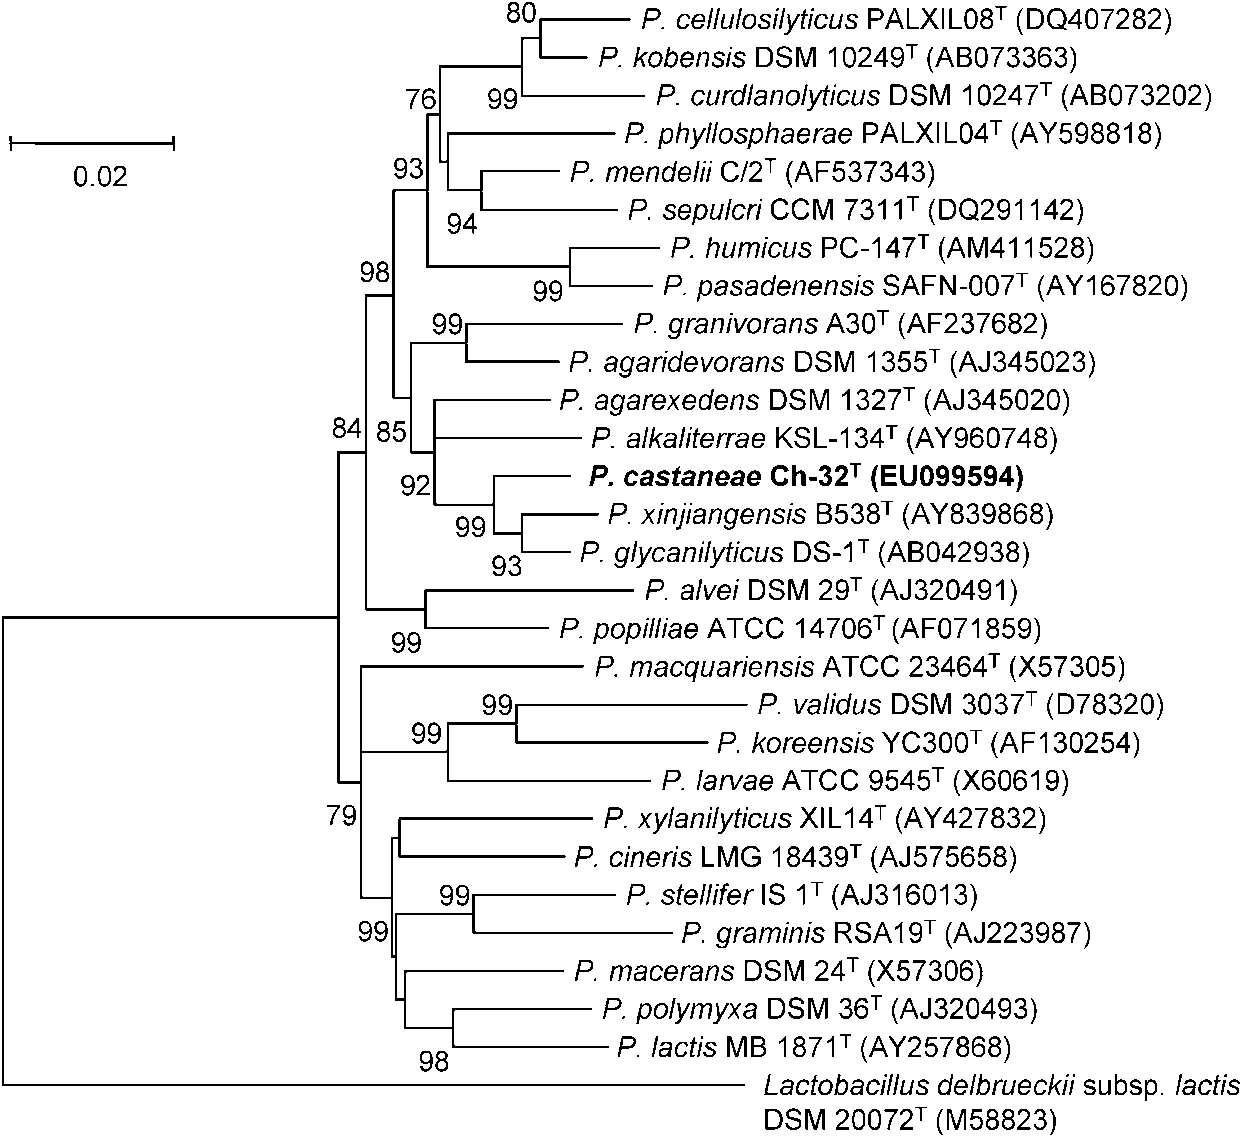 80
P. cellulosilyticus PALXIL08ᵀ (DQ407282)
P. kobensis DSM 10249ᵀ (AB073363)
99
P. curdlanolyticus DSM 10247ᵀ (AB073202)
76
P. phyllosphaerae PALXIL04ᵀ (AY598818)
0.02
93
P. mendelii C/2ᵀ (AF537343)
94
P. sepulcri CCM 7311ᵀ (DQ291142)
P. humicus PC-147ᵀ (AM411528)
98
99
P. pasadenensis SAFN-007ᵀ (AY167820)
99
P. granivorans A30ᵀ (AF237682)
P. agaridevorans DSM 1355ᵀ (AJ345023)
P. agarexedens DSM 1327ᵀ (AJ345020)
84
85
P. alkaliterrae KSL-134ᵀ (AY960748)
92
P. castaneae Ch-32ᵀ (EU099594)
99
P. xinjiangensis B538ᵀ (AY839868)
93
P. glycanilyticus DS-1ᵀ (AB042938)
P. alvei DSM 29ᵀ (AJ320491)
99
P. popilliae ATCC 14706ᵀ (AF071859)
P. macquariensis ATCC 23464ᵀ (X57305)
99
P. validus DSM 3037ᵀ (D78320)
99
P. koreensis YC300ᵀ (AF130254)
P. larvae ATCC 9545ᵀ (X60619)
79
P. xylanilyticus XIL14ᵀ (AY427832)
P. cineris LMG 18439ᵀ (AJ575658)
99
P. stellifer IS 1ᵀ (AJ316013)
99
P. graminis RSA19ᵀ (AJ223987)
P. macerans DSM 24ᵀ (X57306)
P. polymyxa DSM 36ᵀ (AJ320493)
98
P. lactis MB 1871ᵀ (AY257868)
Lactobacillus delbrueckii subsp. lactis
DSM 20072ᵀ (M58823)